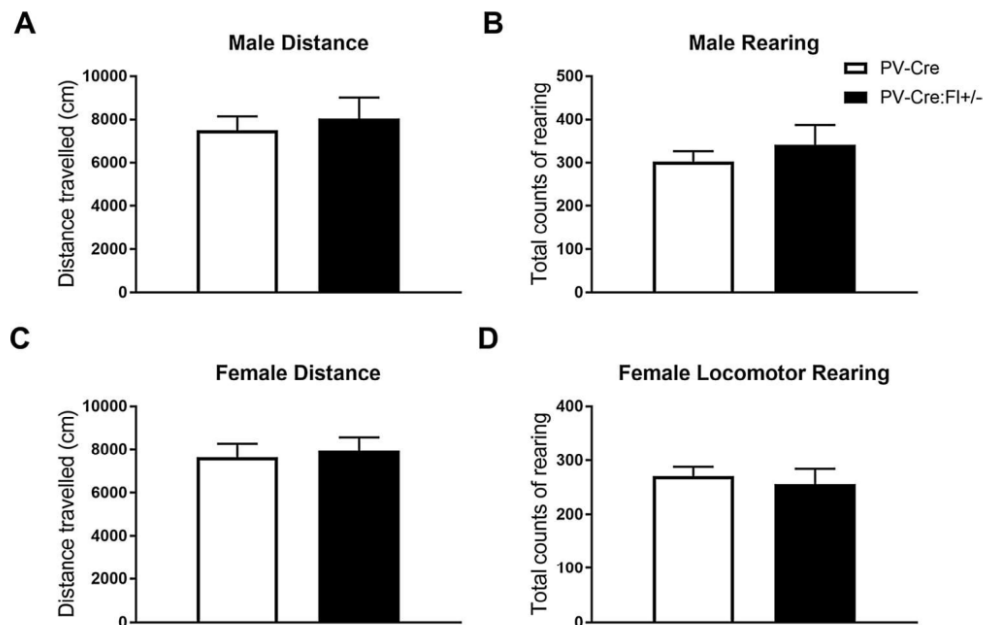 A
Male Distance
Distance travelled (cm)
10000
8000
6000
4000
2000
0
B
Male Rearing
PV-Cre
PV-Cre:Fl+/-
Total counts of rearing
500
400
300
200
100
0
C
Female Distance
Distance travelled (cm)
10000
8000
6000
4000
2000
0
D
Female Locomotor Rearing
Total counts of rearing
400
300
200
100
0